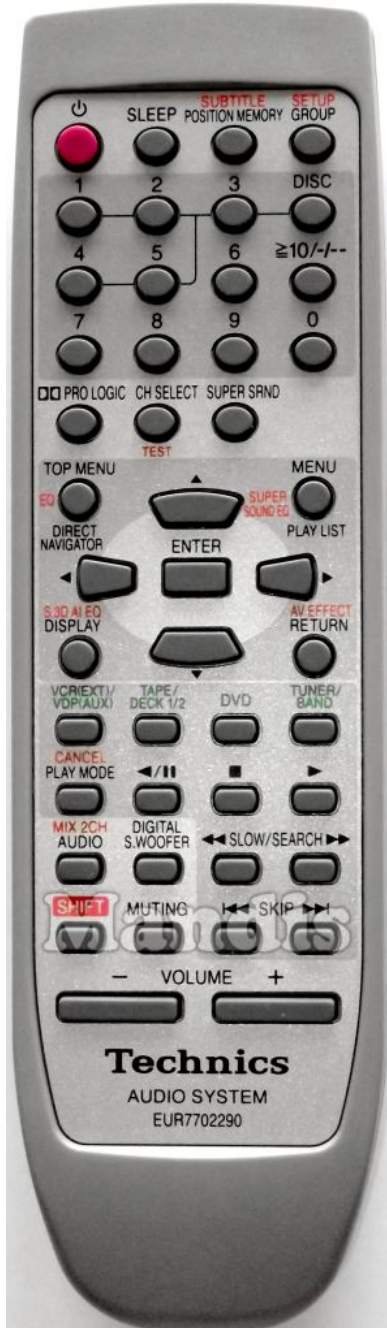 SUBTITLE SETUP
SLEEP POSITION MEMORY GROUP
1 2 3 DISC
4 5 6 ≧10/-/--
7 8 9 0
PRO LOGIC CH SELECT SUPER SRND
TEST
TOP MENU MENU
EQ SUPER
SOUND EQ
DIRECT
NAVIGATOR
ENTER
PLAY LIST
S.3D AI EQ AV EFFECT
DISPLAY RETURN
VCR(EXT)/ TAPE/ DVD TUNER/
VDP(AUX) DECK 1/2 BAND
CANCEL
PLAY MODE ◀/❚❚ ■ ▶
MIX 2CH DIGITAL
AUDIO S.WOOFER ◀◀ SLOW/SEARCH ▶▶
SHIFT MUTING I◀◀ SKIP ▶▶I
Mandis
− VOLUME +
Technics
AUDIO SYSTEM
EUR7702290